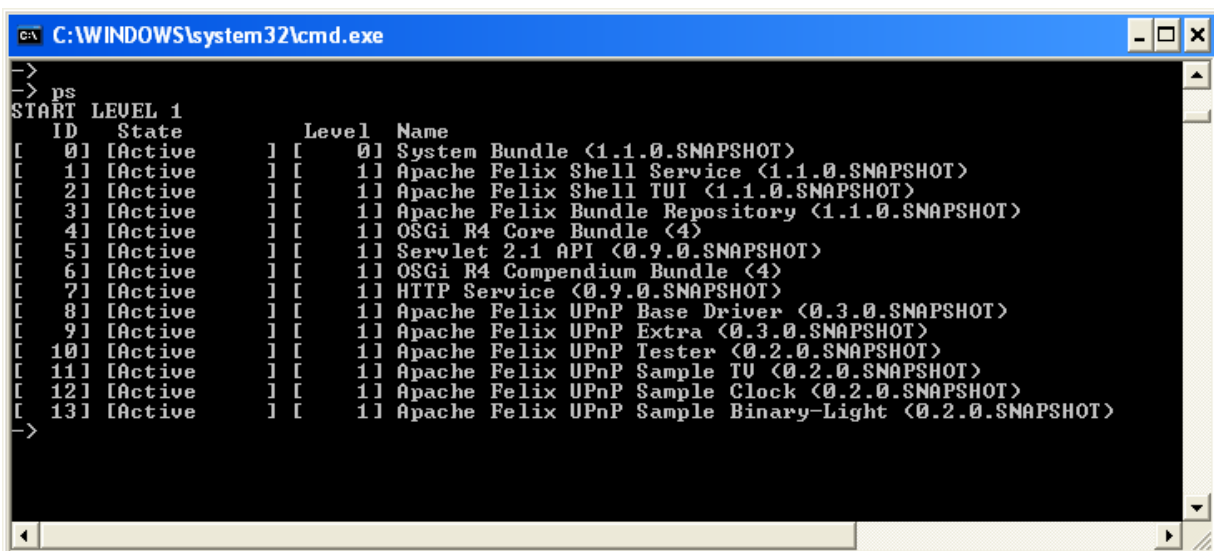 C:\WINDOWS\system32\cmd.exe
->
-> ps
START LEVEL 1
   ID   State         Level  Name
[   0] [Active     ] [    0] System Bundle (1.1.0.SNAPSHOT)
[   1] [Active     ] [    1] Apache Felix Shell Service (1.1.0.SNAPSHOT)
[   2] [Active     ] [    1] Apache Felix Shell TUI (1.1.0.SNAPSHOT)
[   3] [Active     ] [    1] Apache Felix Bundle Repository (1.1.0.SNAPSHOT)
[   4] [Active     ] [    1] OSGi R4 Core Bundle (4)
[   5] [Active     ] [    1] Servlet 2.1 API (0.9.0.SNAPSHOT)
[   6] [Active     ] [    1] OSGi R4 Compendium Bundle (4)
[   7] [Active     ] [    1] HTTP Service (0.9.0.SNAPSHOT)
[   8] [Active     ] [    1] Apache Felix UPnP Base Driver (0.3.0.SNAPSHOT)
[   9] [Active     ] [    1] Apache Felix UPnP Extra (0.3.0.SNAPSHOT)
[  10] [Active     ] [    1] Apache Felix UPnP Tester (0.2.0.SNAPSHOT)
[  11] [Active     ] [    1] Apache Felix UPnP Sample TV (0.2.0.SNAPSHOT)
[  12] [Active     ] [    1] Apache Felix UPnP Sample Clock (0.2.0.SNAPSHOT)
[  13] [Active     ] [    1] Apache Felix UPnP Sample Binary-Light (0.2.0.SNAPSHOT)
->